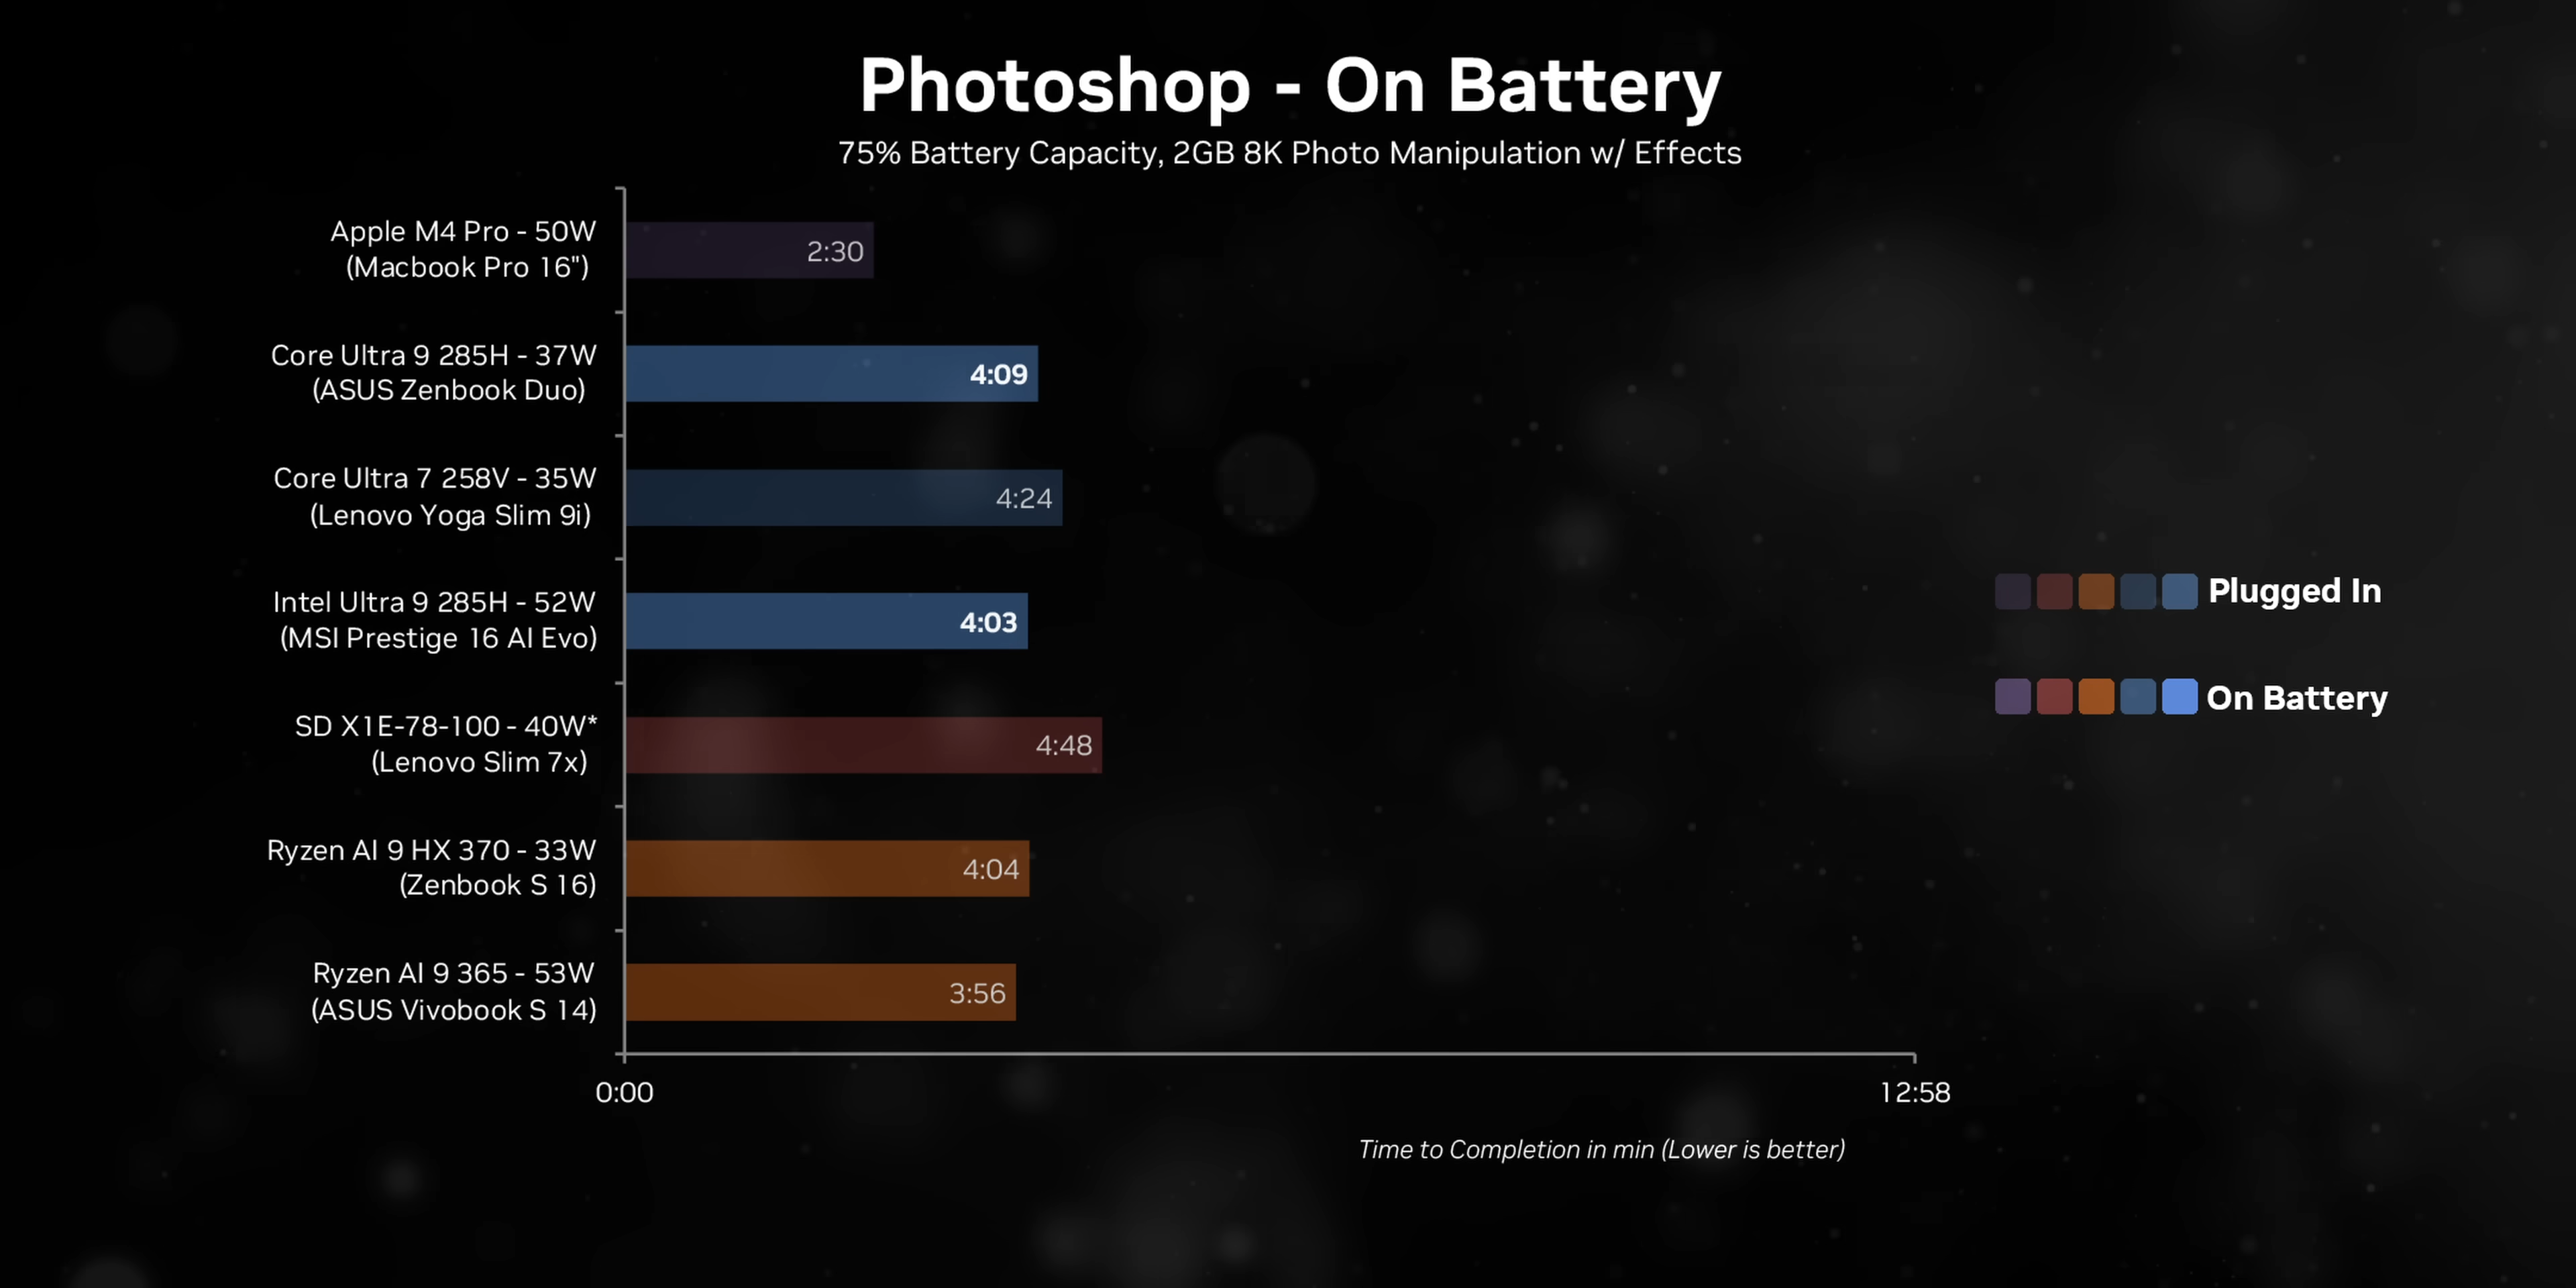 Photoshop - On Battery
75% Battery Capacity, 2GB 8K Photo Manipulation w/ Effects
Apple M4 Pro - 50W
(Macbook Pro 16")
2:30
Core Ultra 9 285H - 37W
(ASUS Zenbook Duo)
4:09
Core Ultra 7 258V - 35W
(Lenovo Yoga Slim 9i)
4:24
Intel Ultra 9 285H - 52W
(MSI Prestige 16 AI Evo)
4:03
SD X1E-78-100 - 40W*
(Lenovo Slim 7x)
4:48
Ryzen AI 9 HX 370 - 33W
(Zenbook S 16)
4:04
Ryzen AI 9 365 - 53W
(ASUS Vivobook S 14)
3:56
Plugged In
On Battery
0:00
12:58
Time to Completion in min (Lower is better)